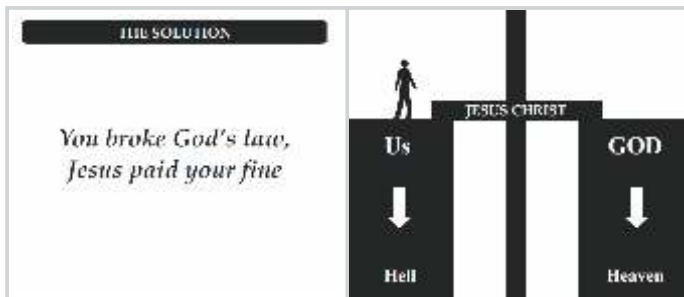 THE SOLUTION
You broke God's law,
Jesus paid your fine
JESUS CHRIST
Us
GOD
Hell
Heaven